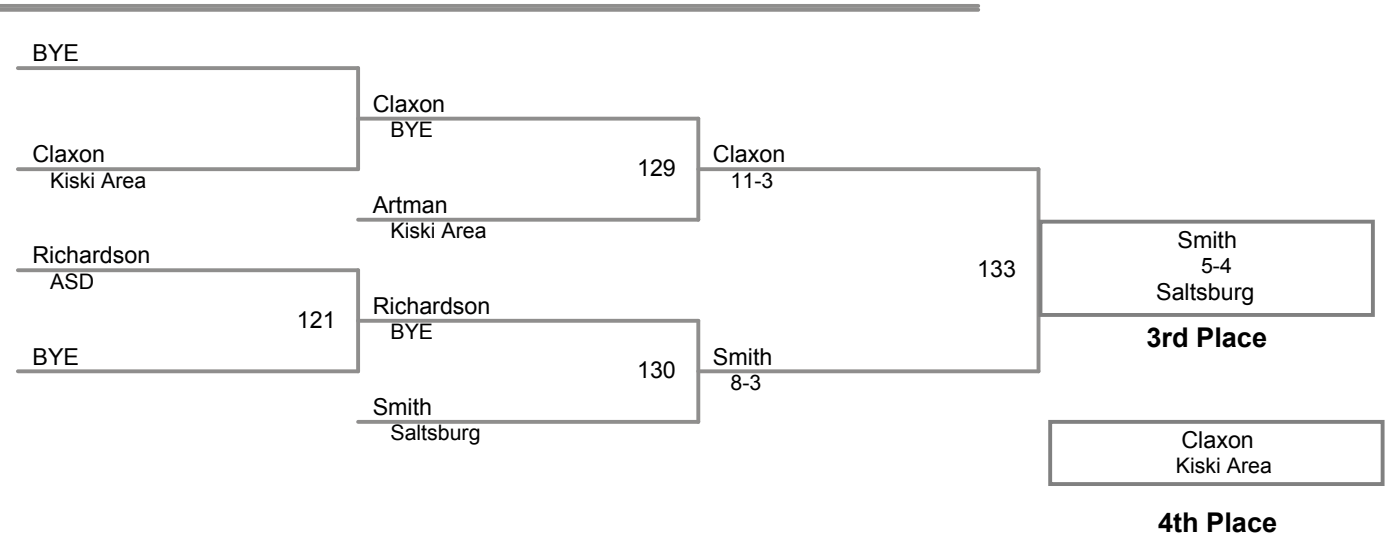 BYE
Claxon
BYE
Claxon
Kiski Area
129
Claxon
11-3
Artman
Kiski Area
Richardson
ASD
133
Smith
5-4
Saltsburg
3rd Place
121
Richardson
BYE
BYE
130
Smith
8-3
Smith
Saltsburg
Claxon
Kiski Area
4th Place